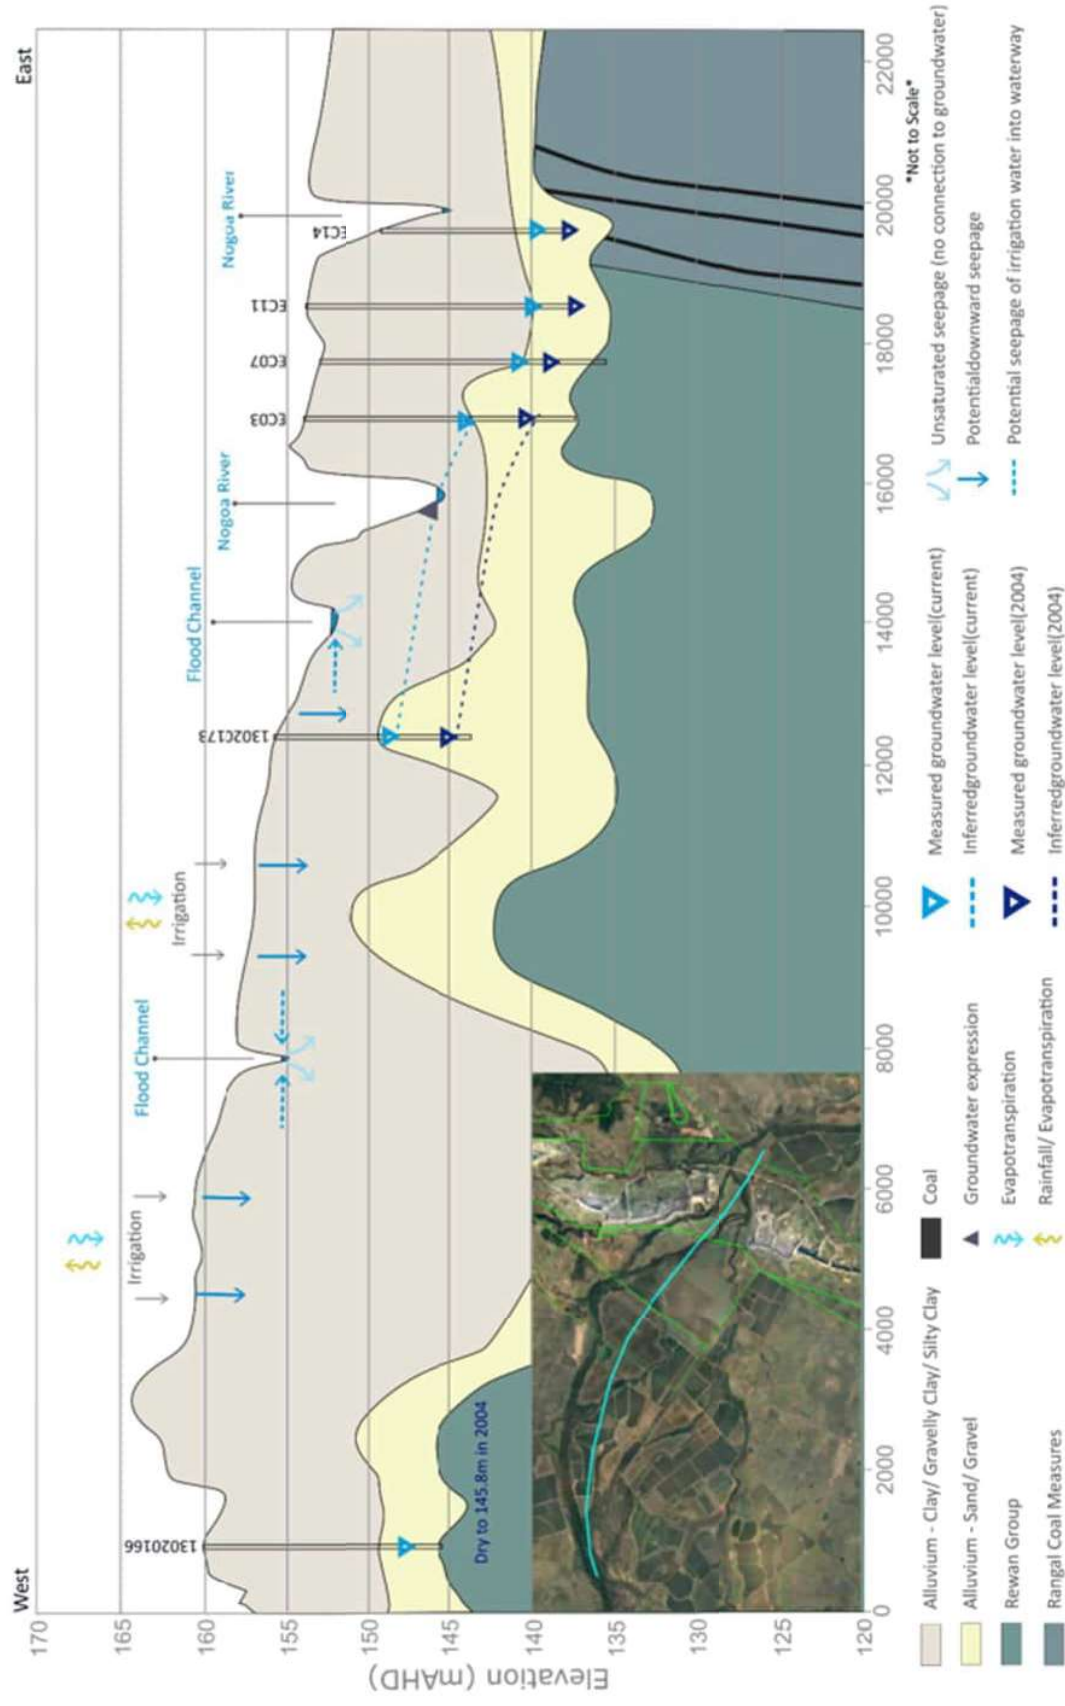 West
East
170
165
160
155
150
145
140
135
130
125
120
Elevation (mAHD)
Irrigation
Flood Channel
Irrigation
Flood Channel
Nogoa River
Nogoa River
13020166
1302C173
EC03
EC07
EC11
EC14
Dry to 145.8m in 2004
0
2000
4000
6000
8000
10000
12000
14000
16000
18000
20000
22000
*Not to Scale*
Alluvium - Clay/ Gravelly Clay/ Silty Clay
Alluvium - Sand/ Gravel
Rewan Group
Rangal Coal Measures
Coal
Groundwater expression
Evapotranspiration
Rainfall/ Evapotranspiration
Measured groundwater level(current)
Inferredgroundwater level(current)
Measured groundwater level(2004)
Inferredgroundwater level(2004)
Unsaturated seepage (no connection to groundwater)
Potentialdownward seepage
Potential seepage of irrigation water into waterway